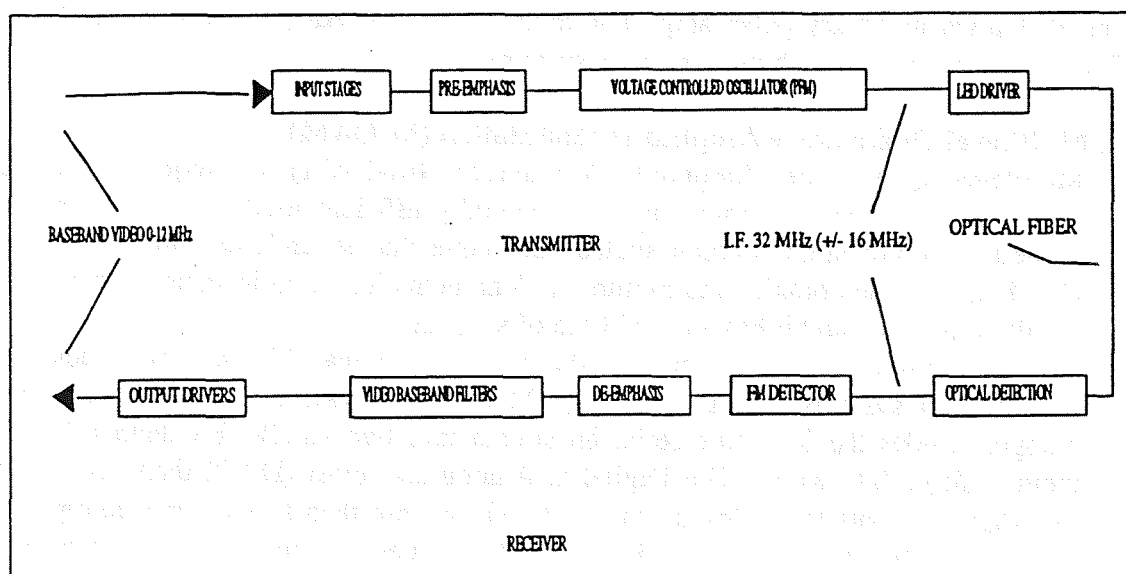 INPUT STAGES
PRE-EMPHASIS
VOLTAGE CONTROLLED OSCILLATOR (PFM)
LED DRIVER
BASEBAND VIDEO 0-12 MHz
TRANSMITTER
I.F. 32 MHz (+/- 16 MHz)
OPTICAL FIBER
OUTPUT DRIVERS
VIDEO BASEBAND FILTERS
DE-EMPHASIS
FM DETECTOR
OPTICAL DETECTION
RECEIVER